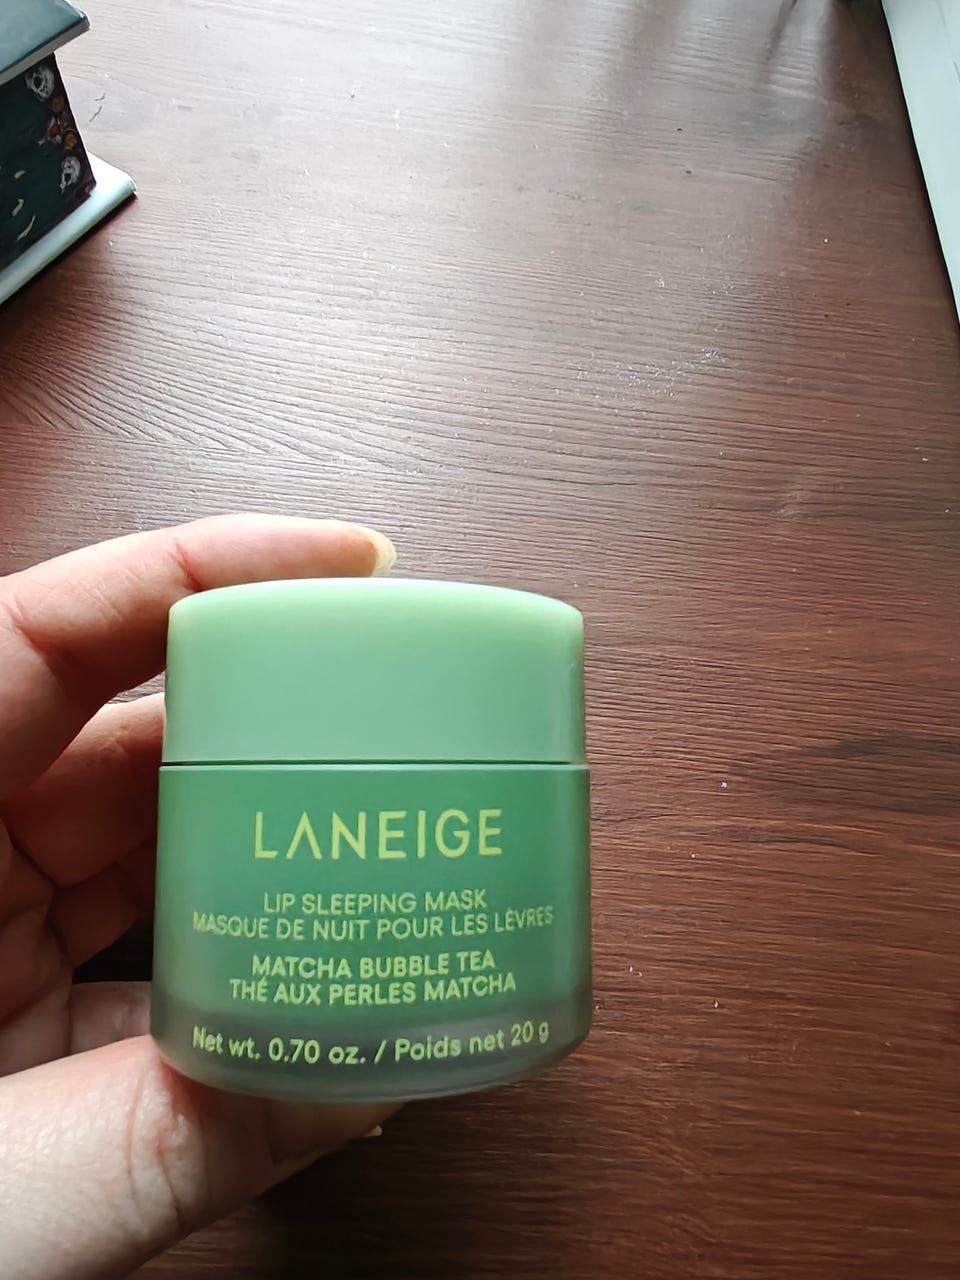 LANEIGE
LIP SLEEPING MASK
MASQUE DE NUIT POUR LES LÈVRES
MATCHA BUBBLE TEA
THÉ AUX PERLES MATCHA
Net wt. 0.70 oz. / Poids net 20 g